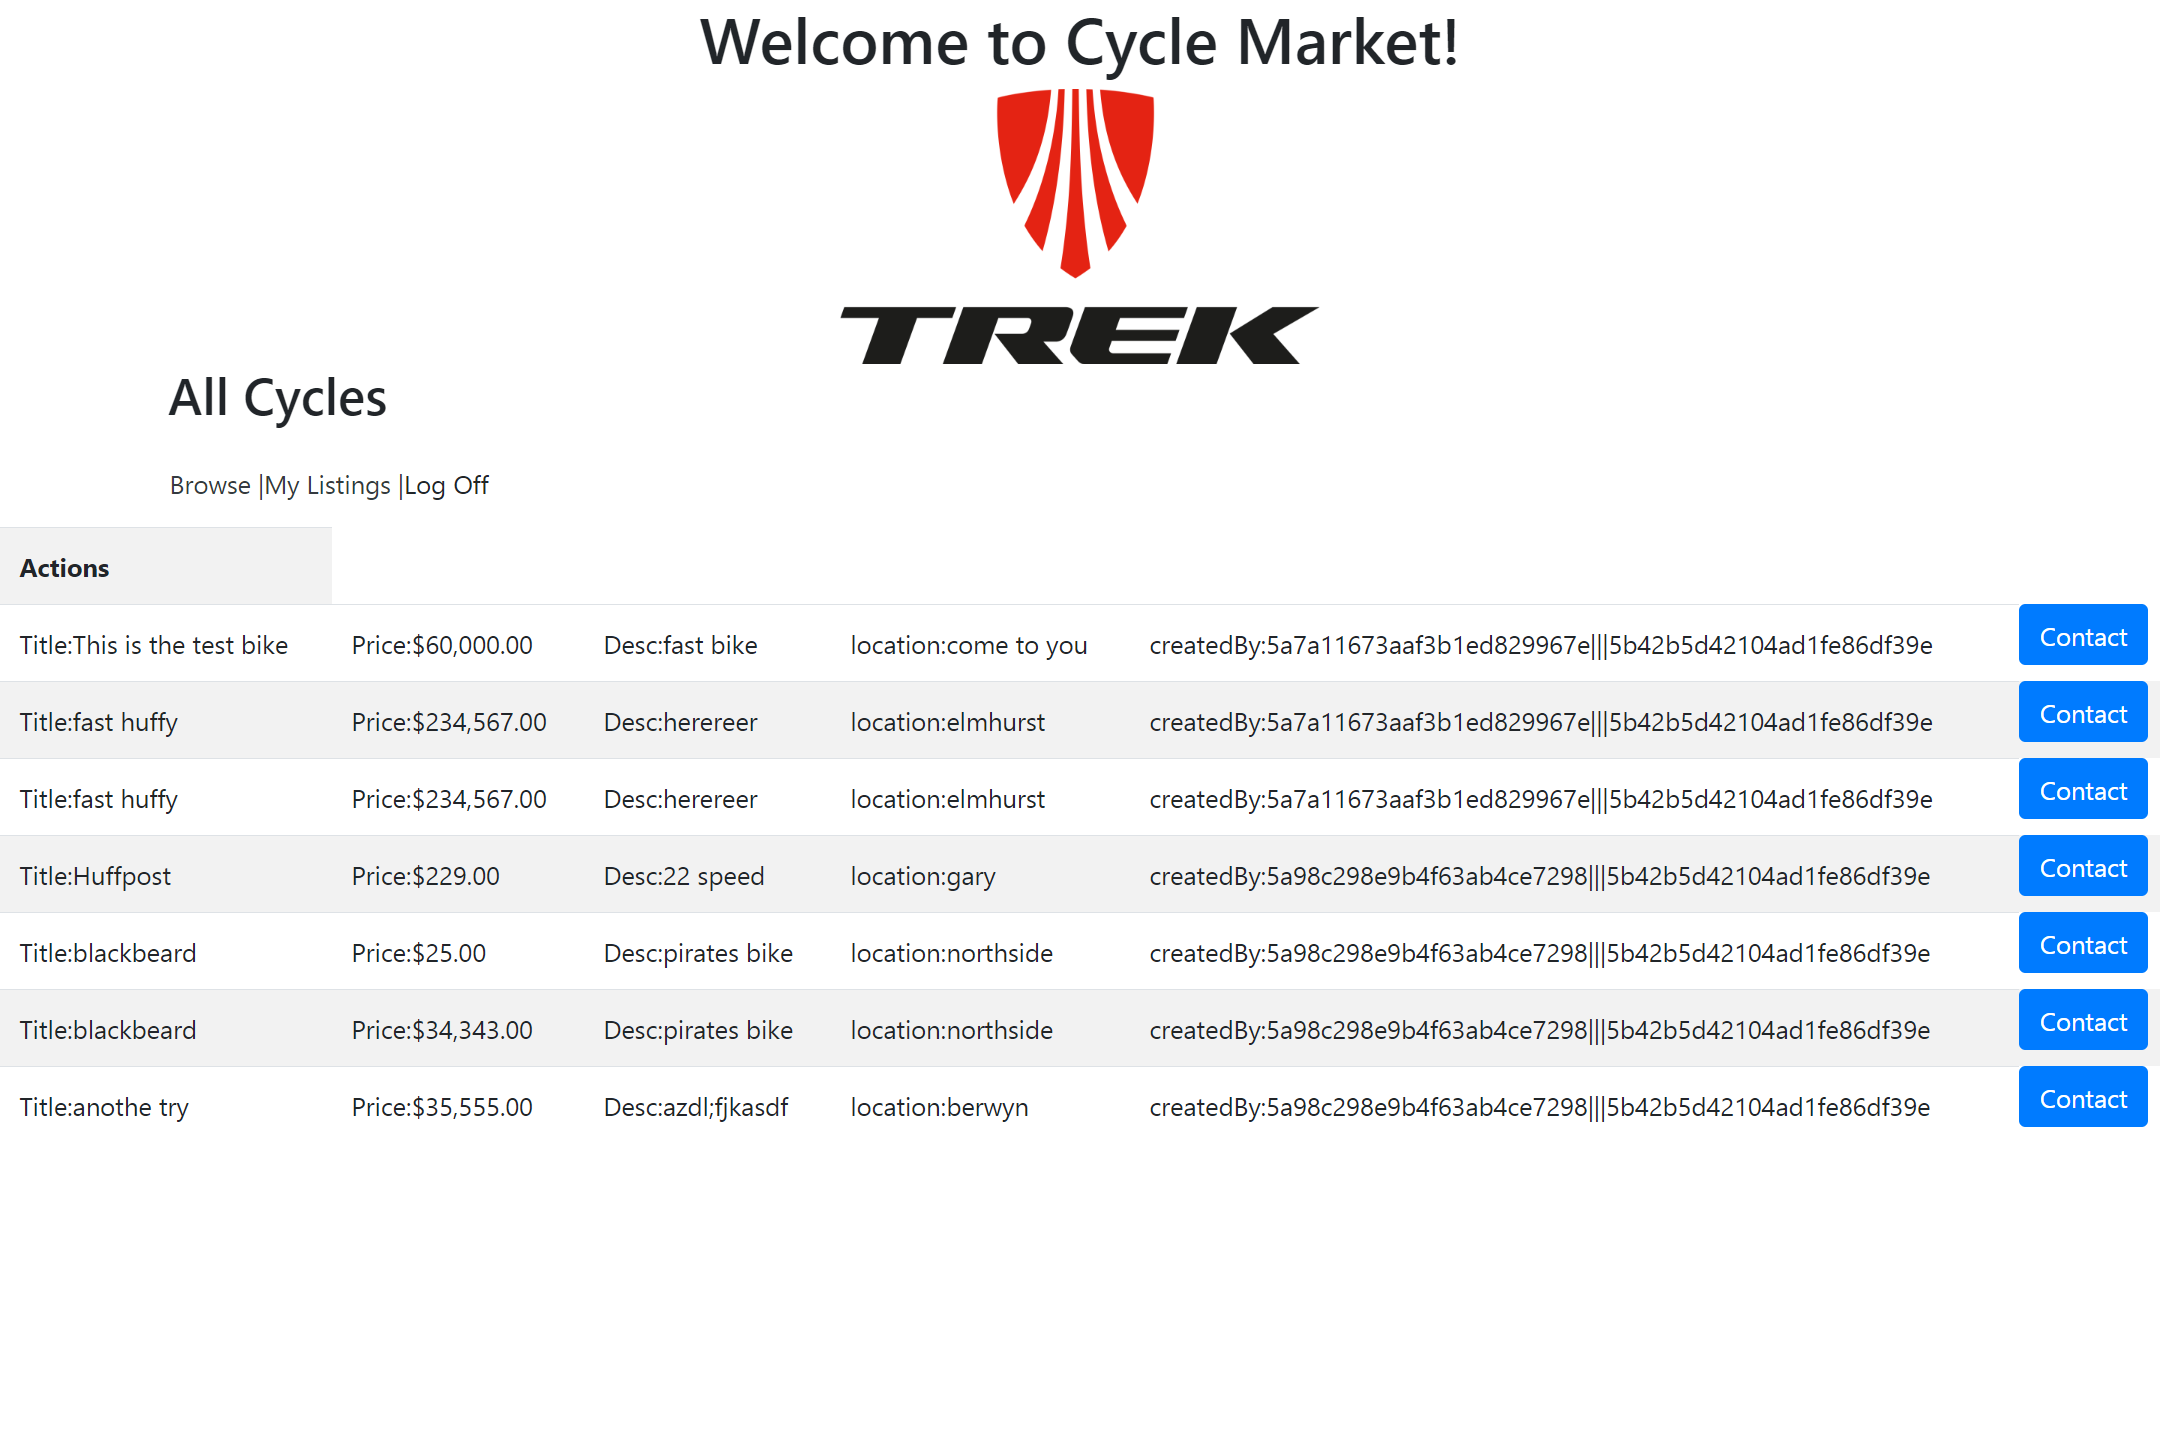 Welcome to Cycle Market!
TREK
All Cycles
Browse |My Listings |Log Off
Actions
Title:This is the test bike Price:$60,000.00 Desc:fast bike location:come to you createdBy:5a7a11673aaf3b1ed829967e|||5b42b5d42104ad1fe86df39e Contact
Title:fast huffy Price:$234,567.00 Desc:herereer location:elmhurst createdBy:5a7a11673aaf3b1ed829967e|||5b42b5d42104ad1fe86df39e Contact
Title:fast huffy Price:$234,567.00 Desc:herereer location:elmhurst createdBy:5a7a11673aaf3b1ed829967e|||5b42b5d42104ad1fe86df39e Contact
Title:Huffpost Price:$229.00 Desc:22 speed location:gary createdBy:5a98c298e9b4f63ab4ce7298|||5b42b5d42104ad1fe86df39e Contact
Title:blackbeard Price:$25.00 Desc:pirates bike location:northside createdBy:5a98c298e9b4f63ab4ce7298|||5b42b5d42104ad1fe86df39e Contact
Title:blackbeard Price:$34,343.00 Desc:pirates bike location:northside createdBy:5a98c298e9b4f63ab4ce7298|||5b42b5d42104ad1fe86df39e Contact
Title:anothe try Price:$35,555.00 Desc:azdl;fjkasdf location:berwyn createdBy:5a98c298e9b4f63ab4ce7298|||5b42b5d42104ad1fe86df39e Contact